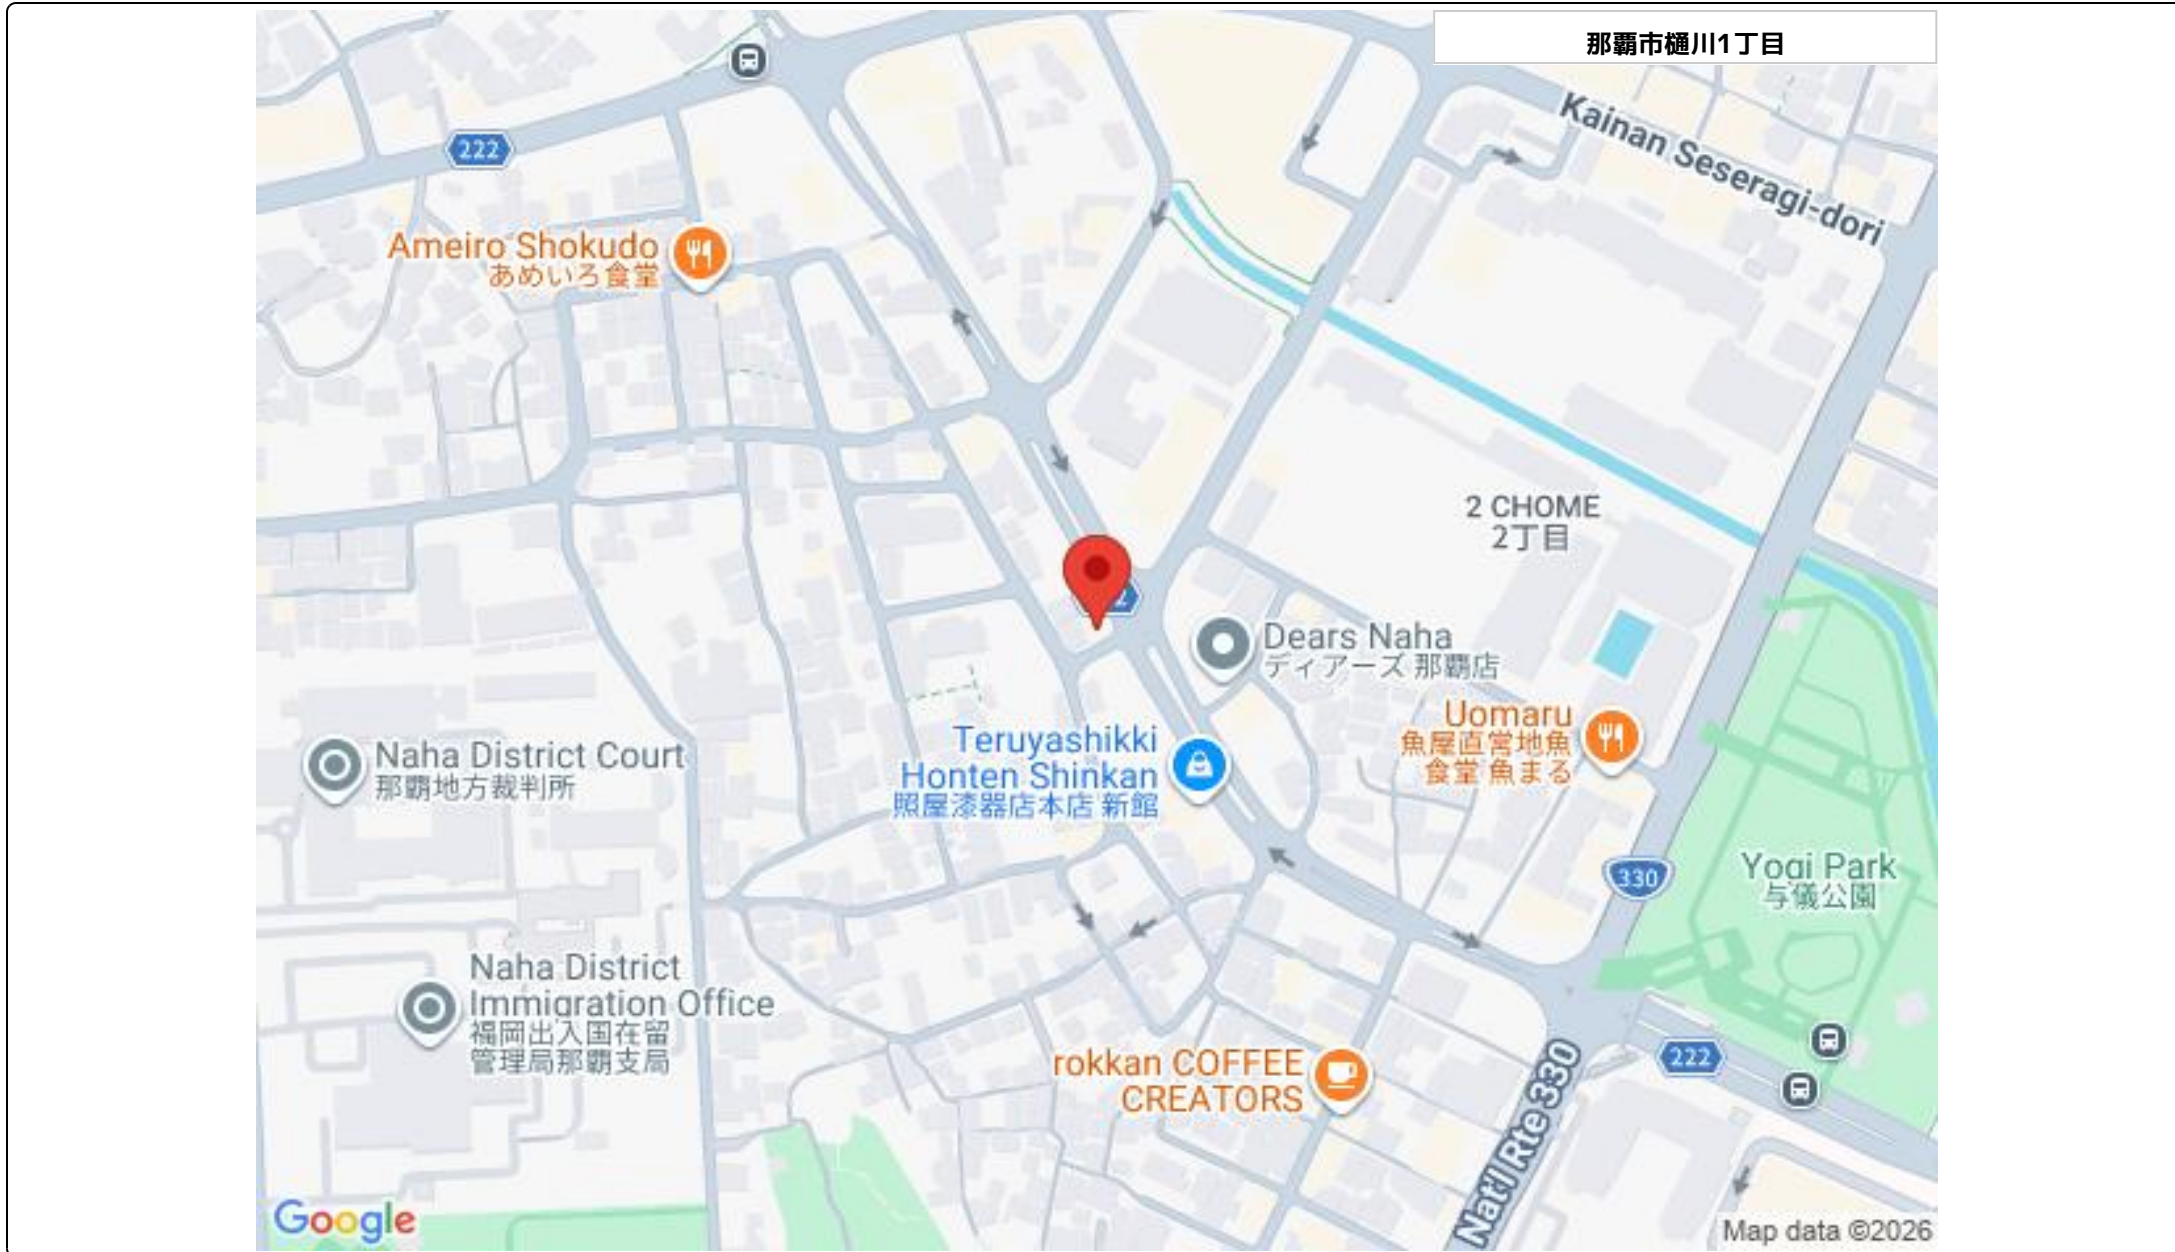 那覇市樋川1丁目
Kainan Seseragi-dori
222
Ameiro Shokudo
あめいろ食堂
2 CHOME
2丁目
Dears Naha
ディアーズ 那覇店
Uomaru
魚屋直営地魚
食堂 魚まる
Teruyashikki
Honten Shinkan
照屋漆器店本店 新館
Naha District Court
那覇地方裁判所
330
Yogi Park
与儀公園
Naha District
Immigration Office
福岡出入国在留
管理局那覇支局
rokkan COFFEE
CREATORS
222
Nat'l Rte 330
Google
Map data ©2026